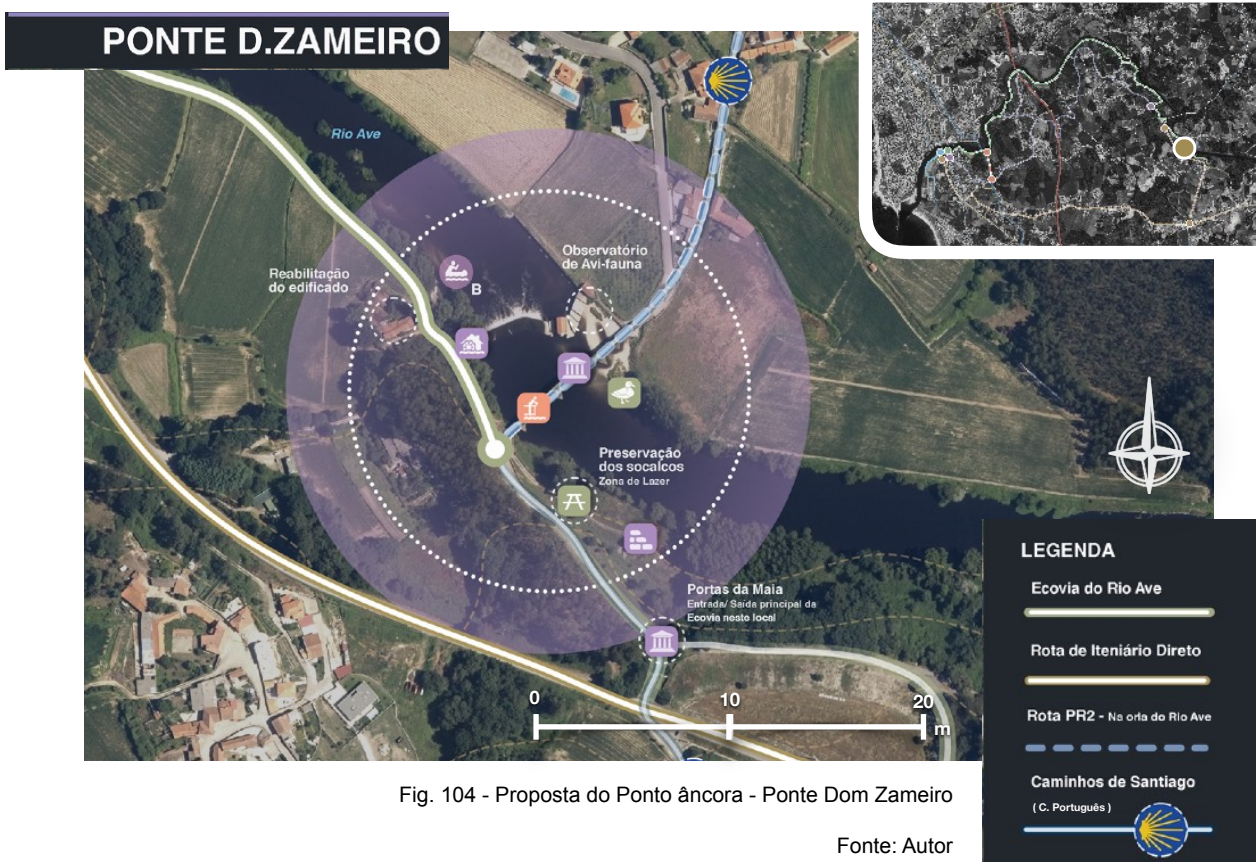 PONTE D.ZAMEIRO
Rio Ave
Reabilitação
do edificado
B
Observatório
de Avi-fauna
Preservação
dos socalcos
Zona de Lazer
Portas da Maia
Entrada/ Saída principal da
Ecovia neste local
0 10 20
m
LEGENDA
Ecovia do Rio Ave
Rota de Iteniário Direto
Rota PR2 - Na orla do Rio Ave
Caminhos de Santiago
( C. Português )
Fig. 104 - Proposta do Ponto âncora - Ponte Dom Zameiro
Fonte: Autor